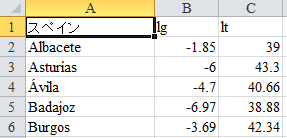 A B C
1 スペイン lg lt
2 Albacete -1.85 39
3 Asturias -6 43.3
4 Ávila -4.7 40.66
5 Badajoz -6.97 38.88
6 Burgos -3.69 42.34